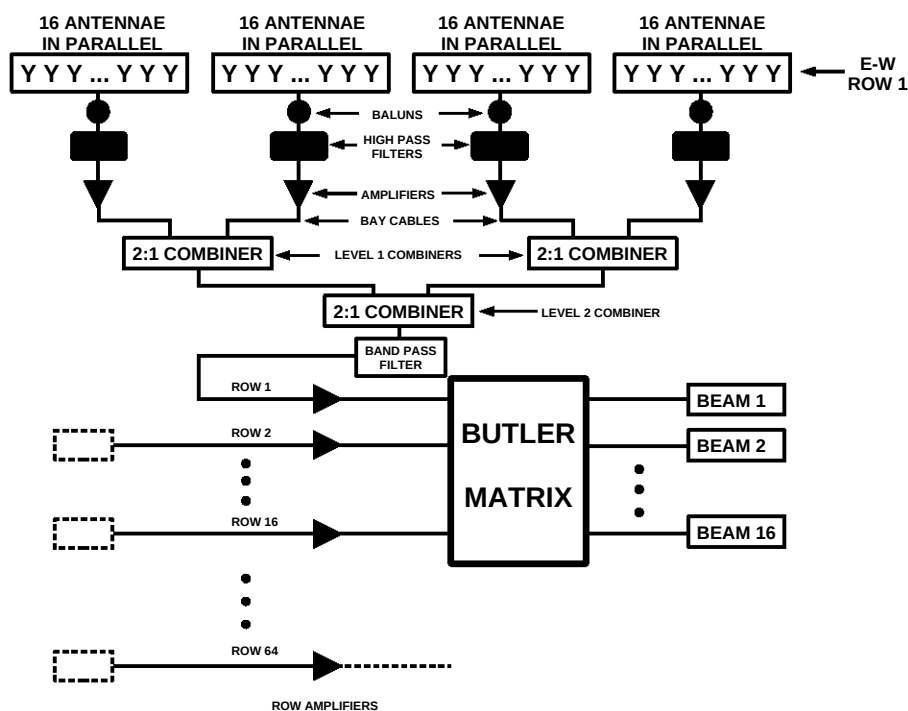 16 ANTENNAE
IN PARALLEL
16 ANTENNAE
IN PARALLEL
16 ANTENNAE
IN PARALLEL
16 ANTENNAE
IN PARALLEL
Y Y Y ... Y Y Y
Y Y Y ... Y Y Y
Y Y Y ... Y Y Y
Y Y Y ... Y Y Y
E-W
ROW 1
BALUNS
HIGH PASS
FILTERS
AMPLIFIERS
BAY CABLES
2:1 COMBINER
LEVEL 1 COMBINERS
2:1 COMBINER
2:1 COMBINER
LEVEL 2 COMBINER
BAND PASS
FILTER
ROW 1
BEAM 1
ROW 2
BUTLER
MATRIX
BEAM 2
ROW 16
BEAM 16
ROW 64
ROW AMPLIFIERS